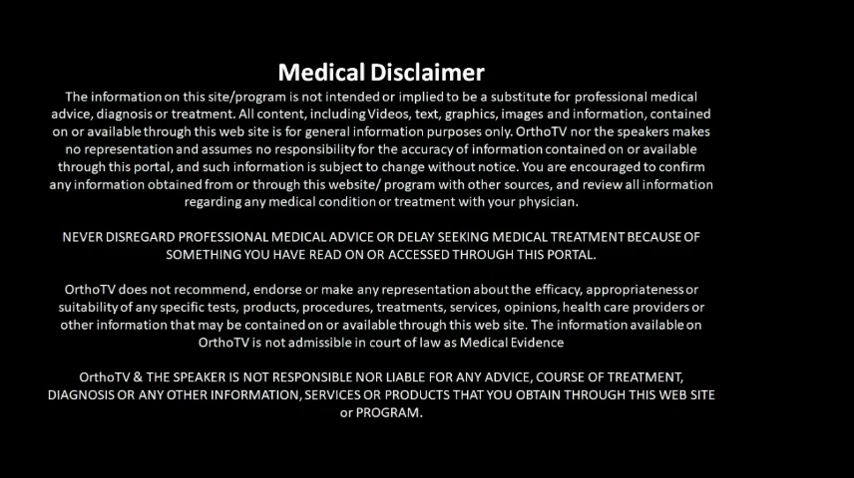 Medical Disclaimer
The information on this site/program is not intended or implied to be a substitute for professional medical
advice, diagnosis or treatment. All content, including Videos, text, graphics, images and information, contained
on or available through this web site is for general information purposes only. OrthoTV nor the speakers makes
no representation and assumes no responsibility for the accuracy of information contained on or available
through this portal, and such information is subject to change without notice. You are encouraged to confirm
any information obtained from or through this website/ program with other sources, and review all information
regarding any medical condition or treatment with your physician.
NEVER DISREGARD PROFESSIONAL MEDICAL ADVICE OR DELAY SEEKING MEDICAL TREATMENT BECAUSE OF
SOMETHING YOU HAVE READ ON OR ACCESSED THROUGH THIS PORTAL.
OrthoTV does not recommend, endorse or make any representation about the efficacy, appropriateness or
suitability of any specific tests, products, procedures, treatments, services, opinions, health care providers or
other information that may be contained on or available through this web site. The information available on
OrthoTV is not admissible in court of law as Medical Evidence
OrthoTV & THE SPEAKER IS NOT RESPONSIBLE NOR LIABLE FOR ANY ADVICE, COURSE OF TREATMENT,
DIAGNOSIS OR ANY OTHER INFORMATION, SERVICES OR PRODUCTS THAT YOU OBTAIN THROUGH THIS WEB SITE
or PROGRAM.